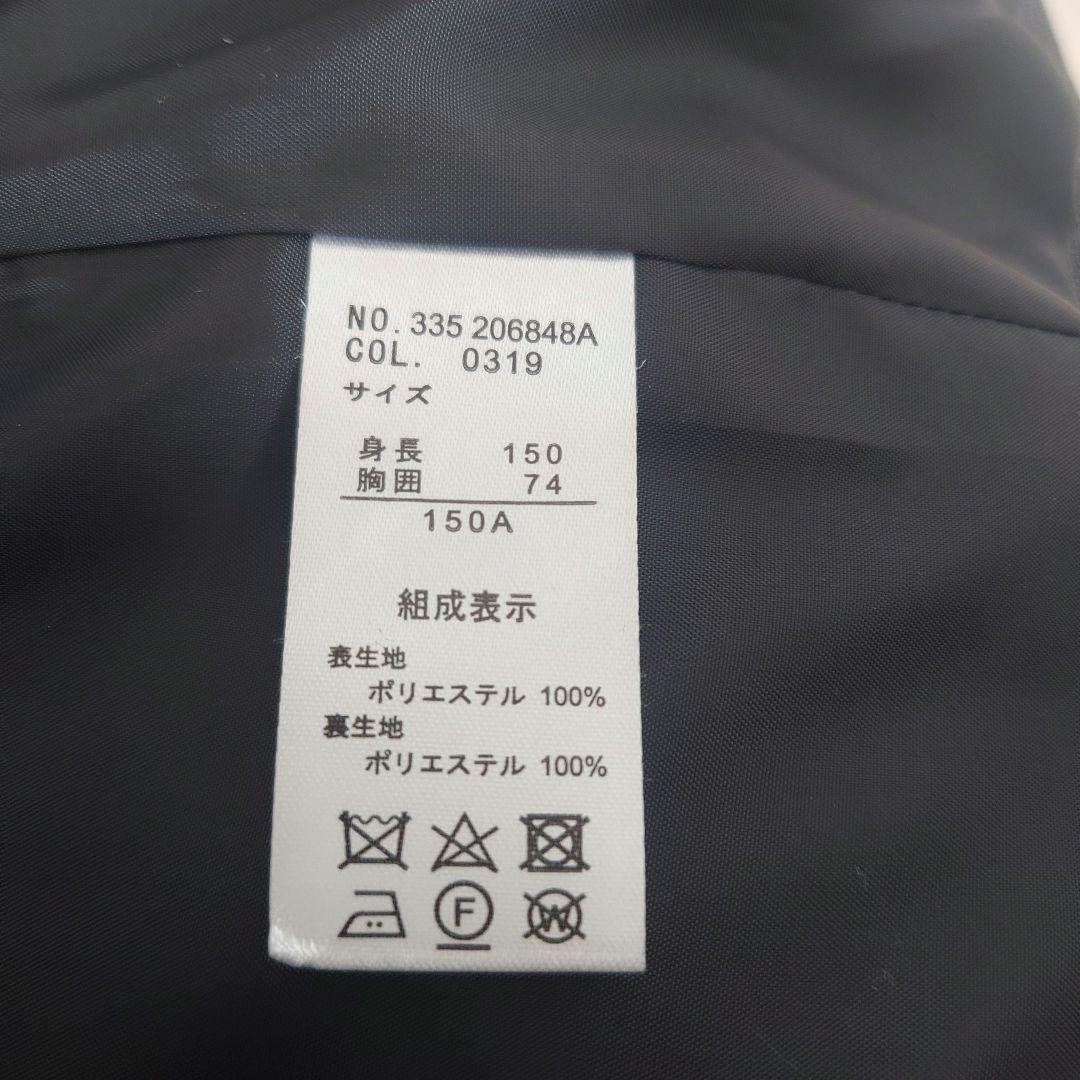 NO. 335 206848A
COL. 0319
サイズ
身長 150
胸囲 74
150A
組成表示
表生地
ポリエステル 100%
裏生地
ポリエステル 100%
F W